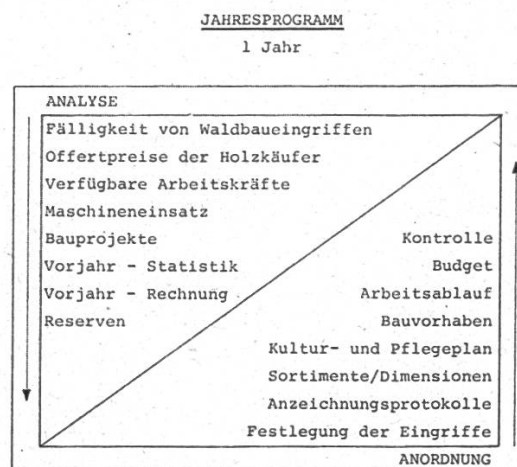 JAHRESPROGRAMM
1 Jahr
ANALYSE
Fälligkeit von Waldbaueingriffen
Offertpreise der Holzkäufer
Verfügbare Arbeitskräfte
Maschineneinsatz
Bauprojekte
Kontrolle
Vorjahr - Statistik
Budget
Vorjahr - Rechnung
Arbeitsablauf
Reserven
Bauvorhaben
Kultur- und Pflegeplan
Sortimente/Dimensionen
Anzeichnungsprotokolle
Festlegung der Eingriffe
ANORDNUNG